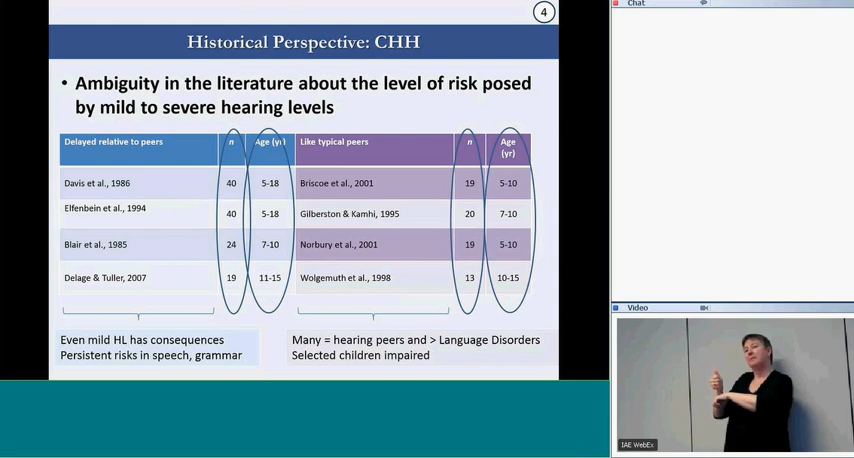 4
Historical Perspective: CHH
• Ambiguity in the literature about the level of risk posed
by mild to severe hearing levels
Delayed relative to peers n Age (yr) Like typical peers n Age (yr)
Davis et al., 1986 40 5-18 Briscoe et al., 2001 19 5-10
Elfenbein et al., 1994 40 5-18 Gilberston & Kamhi, 1995 20 7-10
Blair et al., 1985 24 7-10 Norbury et al., 2001 19 5-10
Delage & Tuller, 2007 19 11-15 Wolgemuth et al., 1998 13 10-15
Even mild HL has consequences
Persistent risks in speech, grammar
Many = hearing peers and > Language Disorders
Selected children impaired
Chat
Video
IAE WebEx